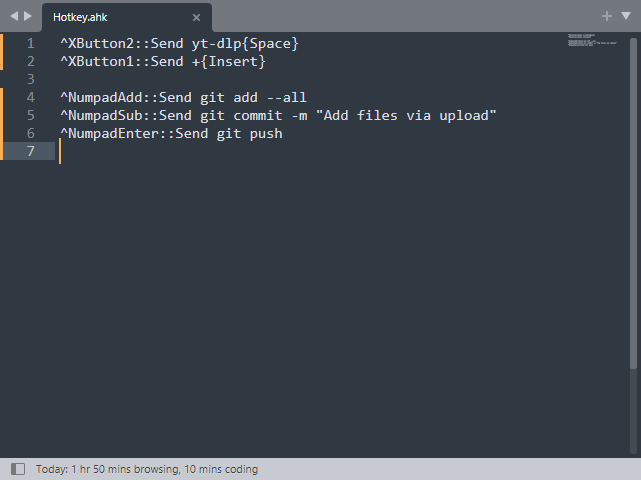 Hotkey.ahk
1 ^XButton2::Send yt-dlp{Space}
2 ^XButton1::Send +{Insert}
3
4 ^NumpadAdd::Send git add --all
5 ^NumpadSub::Send git commit -m "Add files via upload"
6 ^NumpadEnter::Send git push
7
Today: 1 hr 50 mins browsing, 10 mins coding